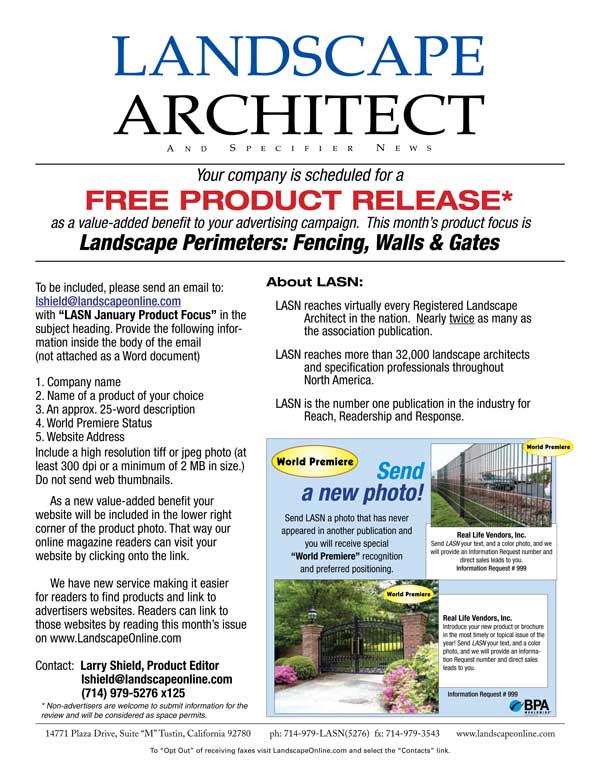 LANDSCAPE
ARCHITECT
AND SPECIFIER NEWS
Your company is scheduled for a
FREE PRODUCT RELEASE*
as a value-added benefit to your advertising campaign. This month's product focus is
Landscape Perimeters: Fencing, Walls & Gates
To be included, please send an email to:
lshield@landscapeonline.com
with “LASN January Product Focus” in the
subject heading. Provide the following infor-
mation inside the body of the email
(not attached as a Word document)
1. Company name
2. Name of a product of your choice
3. An approx. 25-word description
4. World Premiere Status
5. Website Address
Include a high resolution tiff or jpeg photo (at
least 300 dpi or a minimum of 2 MB in size.)
Do not send web thumbnails.
As a new value-added benefit your
website will be included in the lower right
corner of the product photo. That way our
online magazine readers can visit your
website by clicking onto the link.
We have new service making it easier
for readers to find products and link to
advertisers websites. Readers can link to
those websites by reading this month's issue
on www.LandscapeOnline.com
Contact: Larry Shield, Product Editor
lshield@landscapeonline.com
(714) 979-5276 x125
* Non-advertisers are welcome to submit information for the
review and will be considered as space permits.
About LASN:
LASN reaches virtually every Registered Landscape
Architect in the nation. Nearly twice as many as
the association publication.
LASN reaches more than 32,000 landscape architects
and specification professionals throughout
North America.
LASN is the number one publication in the industry for
Reach, Readership and Response.
World Premiere
Send
a new photo!
Send LASN a photo that has never
appeared in another publication and
you will receive special
“World Premiere” recognition
and preferred positioning.
World Premiere
Real Life Vendors, Inc.
Send LASN your text, and a color photo, and we
will provide an Information Request number and
direct sales leads to you.
Information Request # 999
World Premiere
Real Life Vendors, Inc.
Introduce your new product or brochure
in the most timely or topical issue of the
year! Send LASN your text, and a color
photo, and we will provide an Informa-
tion Request number and direct sales
leads to you.
Information Request # 999
BPA
WORLDWIDE
14771 Plaza Drive, Suite “M” Tustin, California 92780 ph: 714-979-LASN(5276) fx: 714-979-3543 www.landscapeonline.com
To “Opt Out” of receiving faxes visit LandscapeOnline.com and select the “Contacts” link.